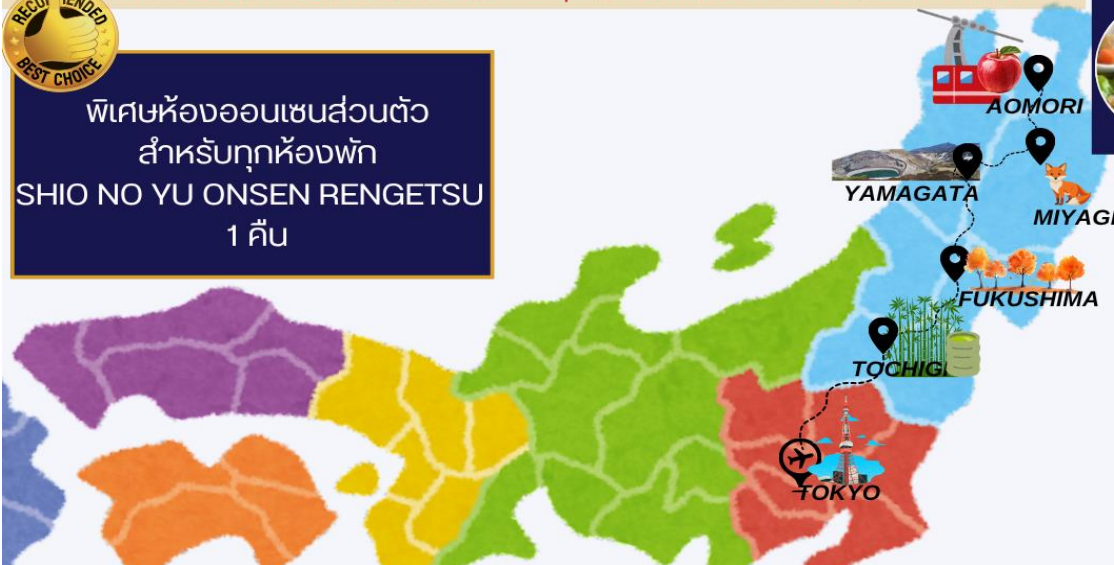 RECOMMENDED
BEST CHOICE
พิเศษห้องออนเซนส่วนตัว
สำหรับทุกห้องพัก
SHIO NO YU ONSEN RENGETSU
1 คืน
AOMORI
YAMAGATA
MIYAGI
FUKUSHIMA
TOCHIGI
TOKYO